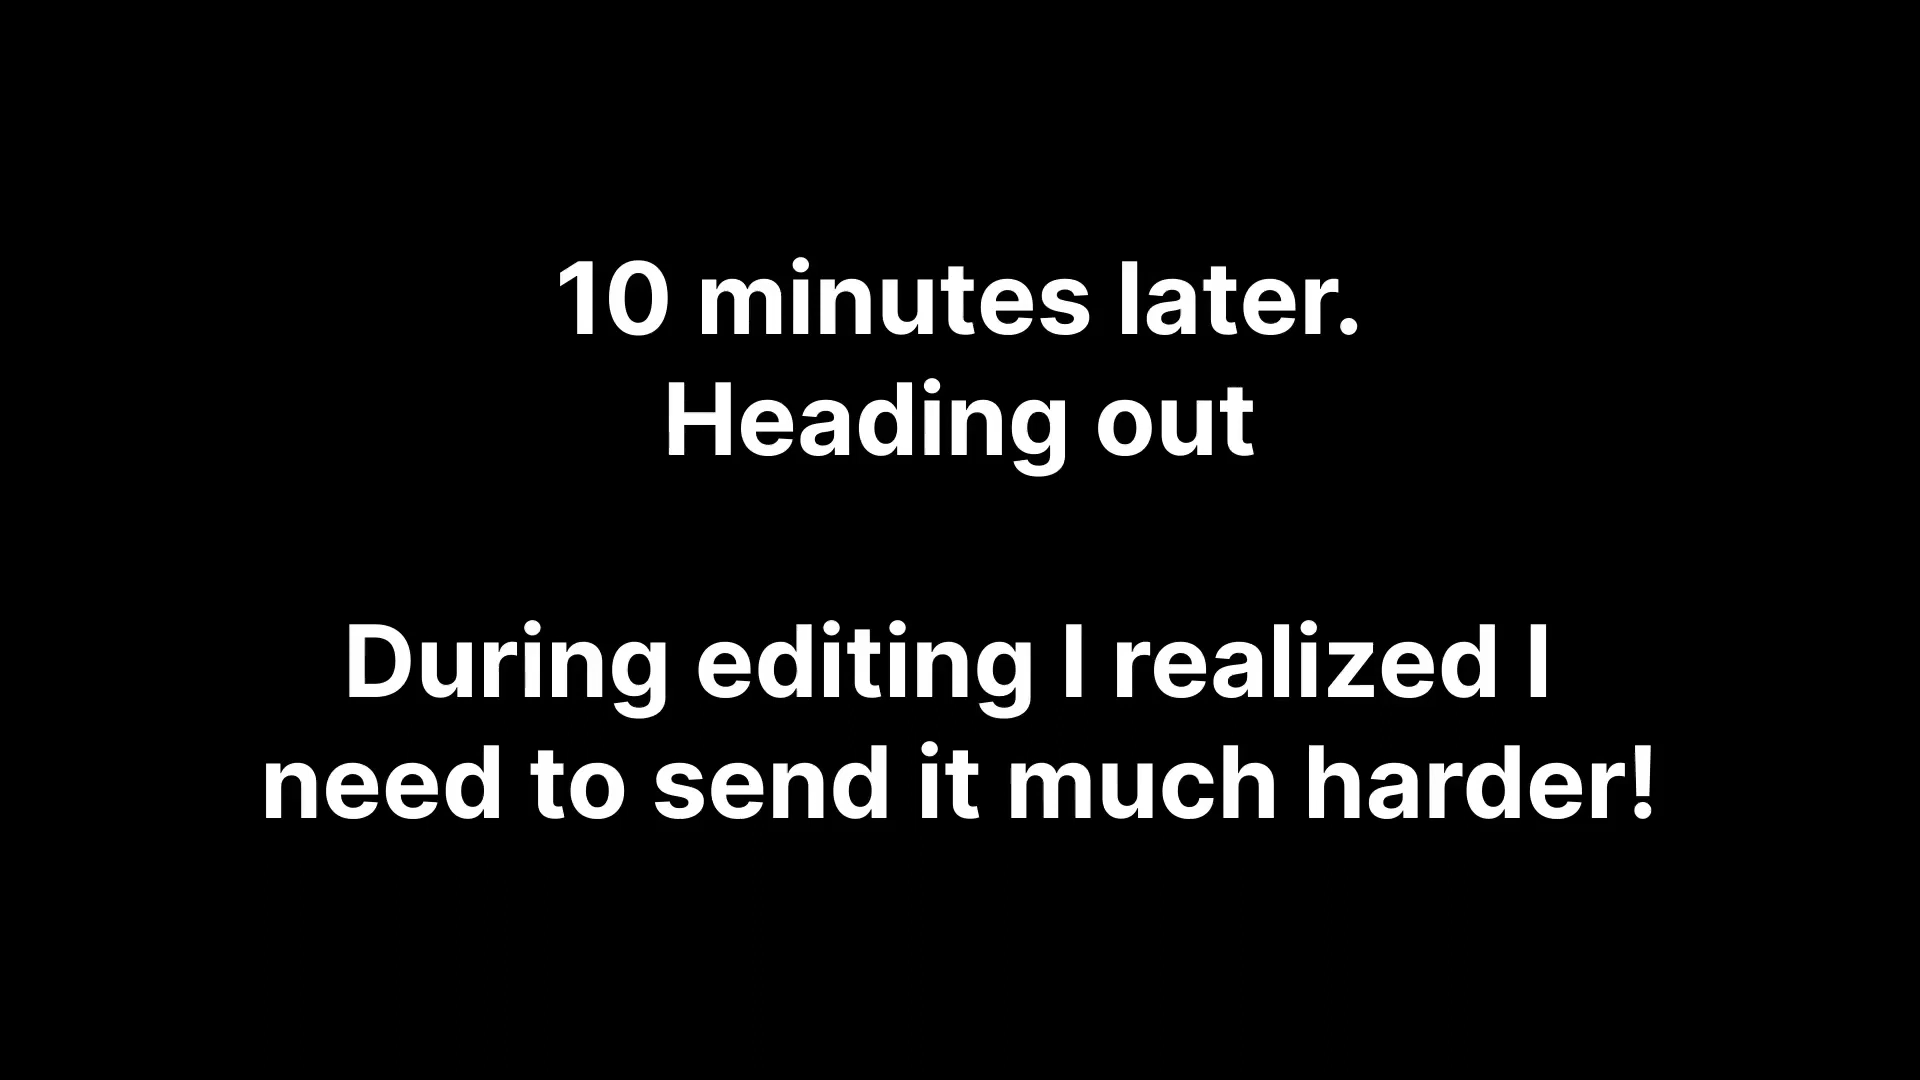 10 minutes later.
Heading out
During editing I realized I
need to send it much harder!